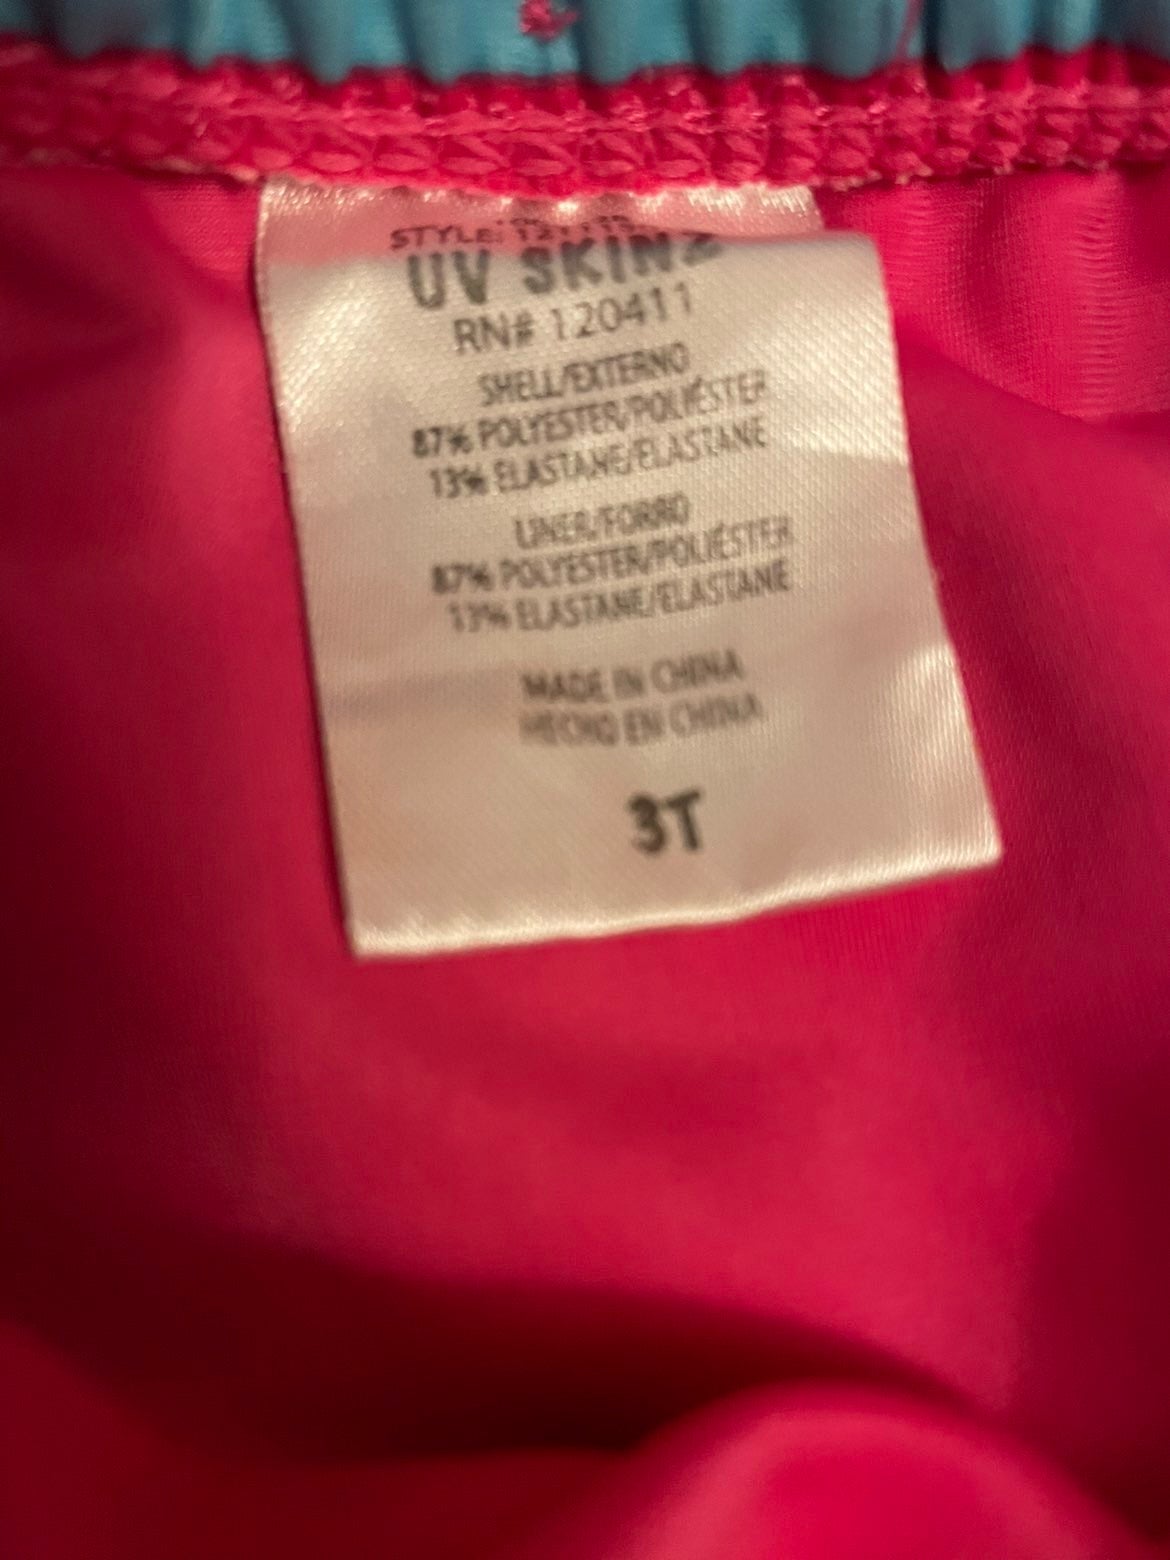 STYLE:
UV SKINZ
RN# 120411
SHELL/EXTERNO
87% POLYESTER/POLIÉSTER
13% ELASTANE/ELASTANE
LINER/FORRO
87% POLYESTER/POLIÉSTER
13% ELASTANE/ELASTANE
MADE IN CHINA
HECHO EN CHINA
3T